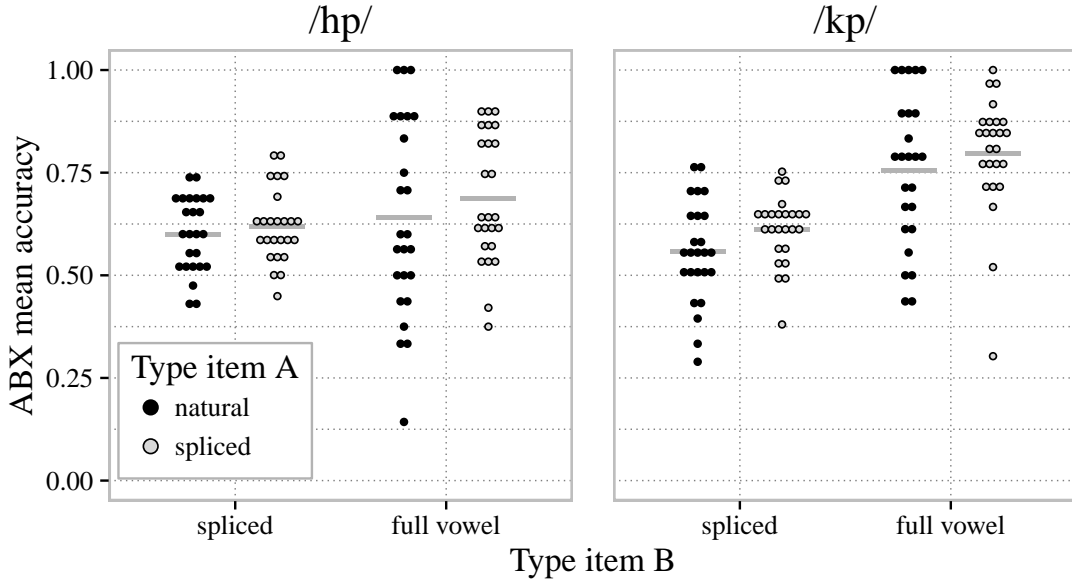 /hp/
/kp/
ABX mean accuracy
1.00
0.75
0.50
0.25
0.00
Type item A
natural
spliced
spliced
full vowel
spliced
full vowel
Type item B